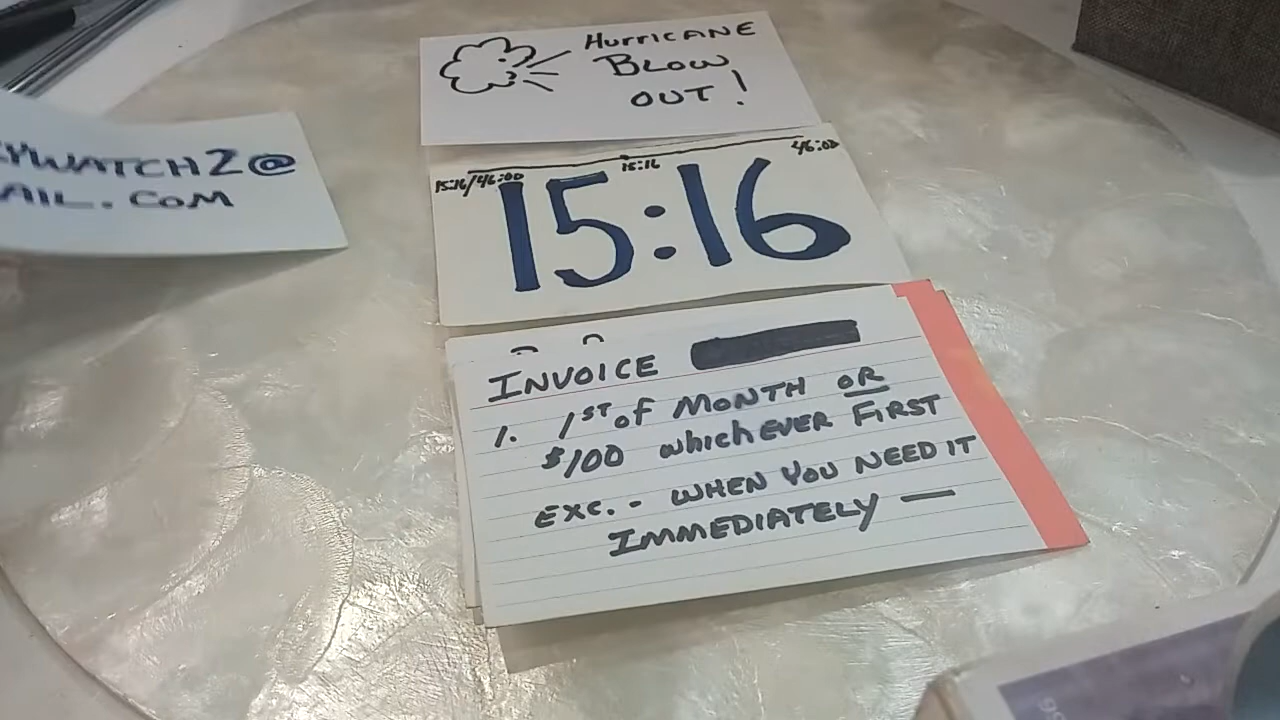 HURRICANE
BLOW
OUT!
YWATCH2@
AIL.COM
15:16/46:00
15:16
46:00
15:16
INVOICE
1. 1ST of MONTH OR
$100 whichEVER FIRST
EXC. - WHEN YOU NEED IT
IMMEDIATELY —